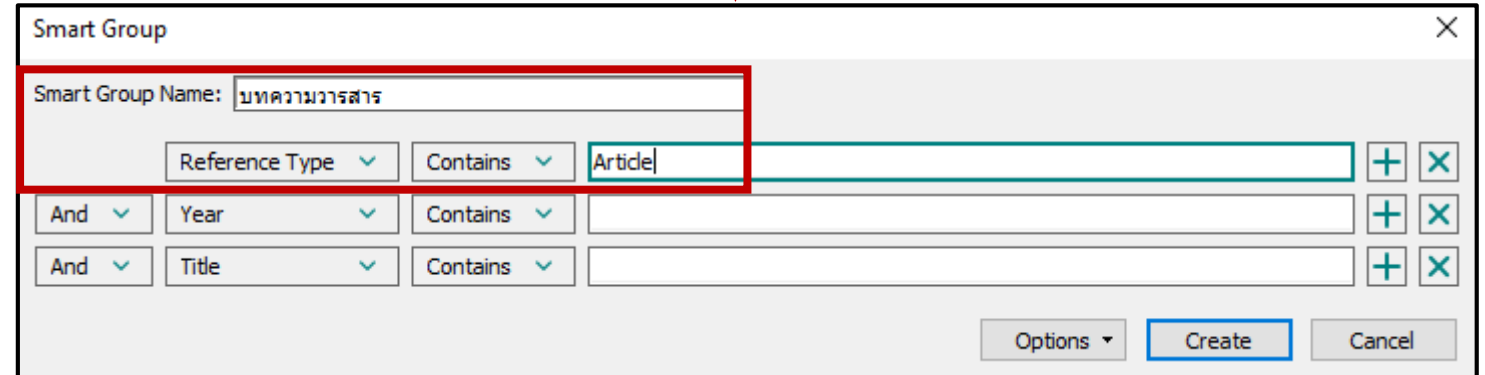 Smart Group
Smart Group Name: บทความวารสาร
Reference Type Contains Article
And Year Contains
And Title Contains
Options Create Cancel